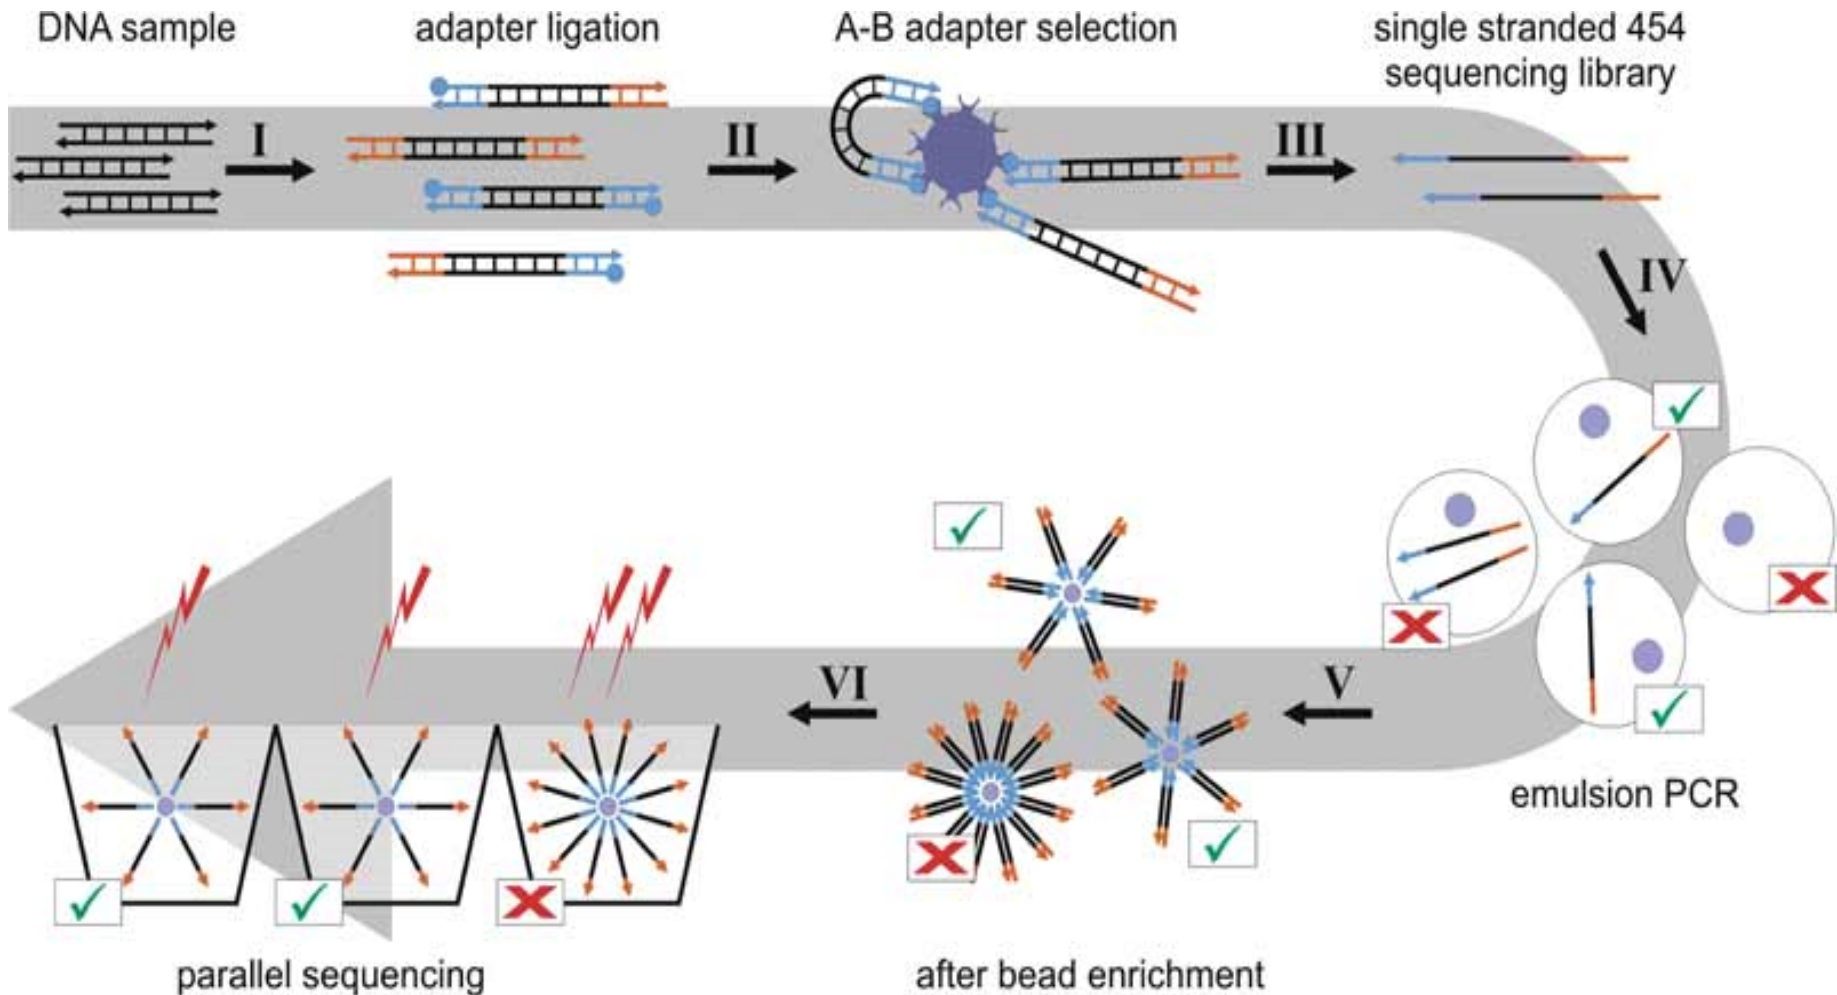 DNA sample
adapter ligation
A-B adapter selection
single stranded 454
sequencing library
I
II
III
IV
V
VI
emulsion PCR
after bead enrichment
parallel sequencing